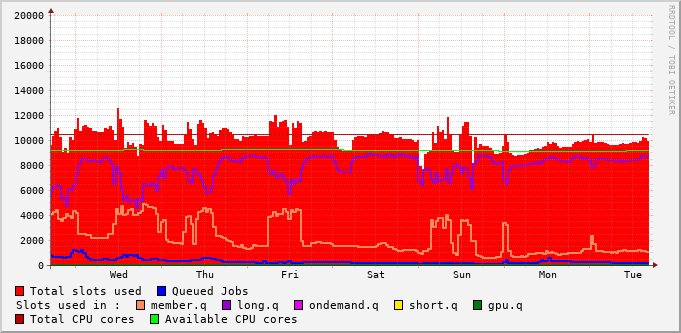 20000
18000
16000
14000
12000
10000
8000
6000
4000
2000
0
Wed Thu Fri Sat Sun Mon Tue
RRDTOOL / TOBI OETIKER
Total slots used Queued Jobs
Slots used in : member.q long.q ondemand.q short.q gpu.q
Total CPU cores Available CPU cores